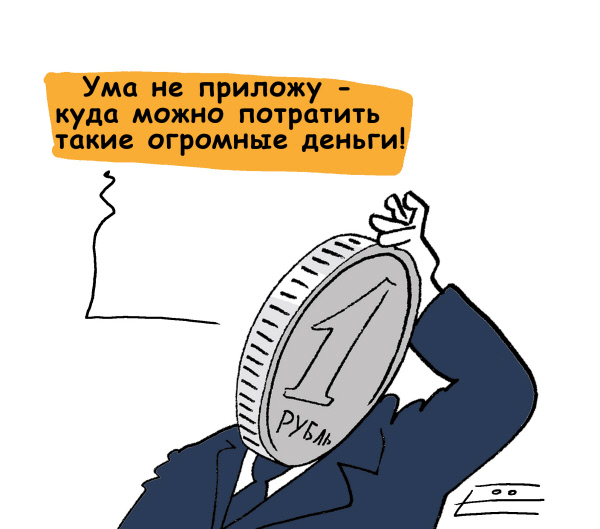 Ума не приложу -
куда можно потратить
такие огромные деньги!
1
РУБЛЬ